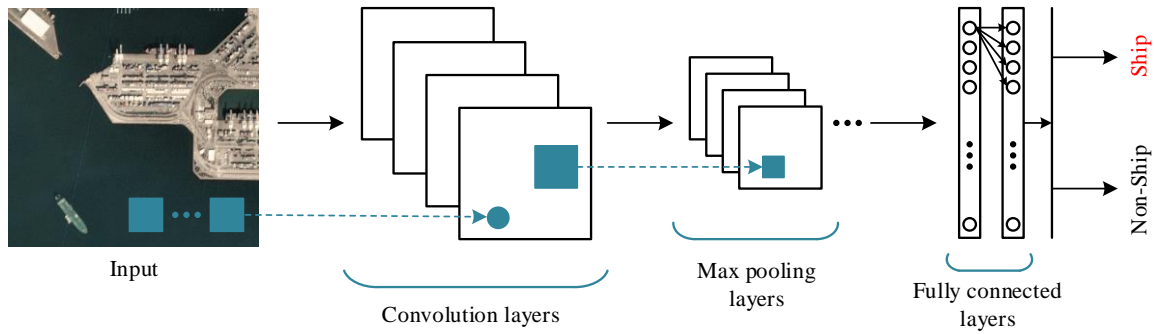 Input
Convolution layers
Max pooling
layers
Fully connected
layers
Ship
Non-Ship